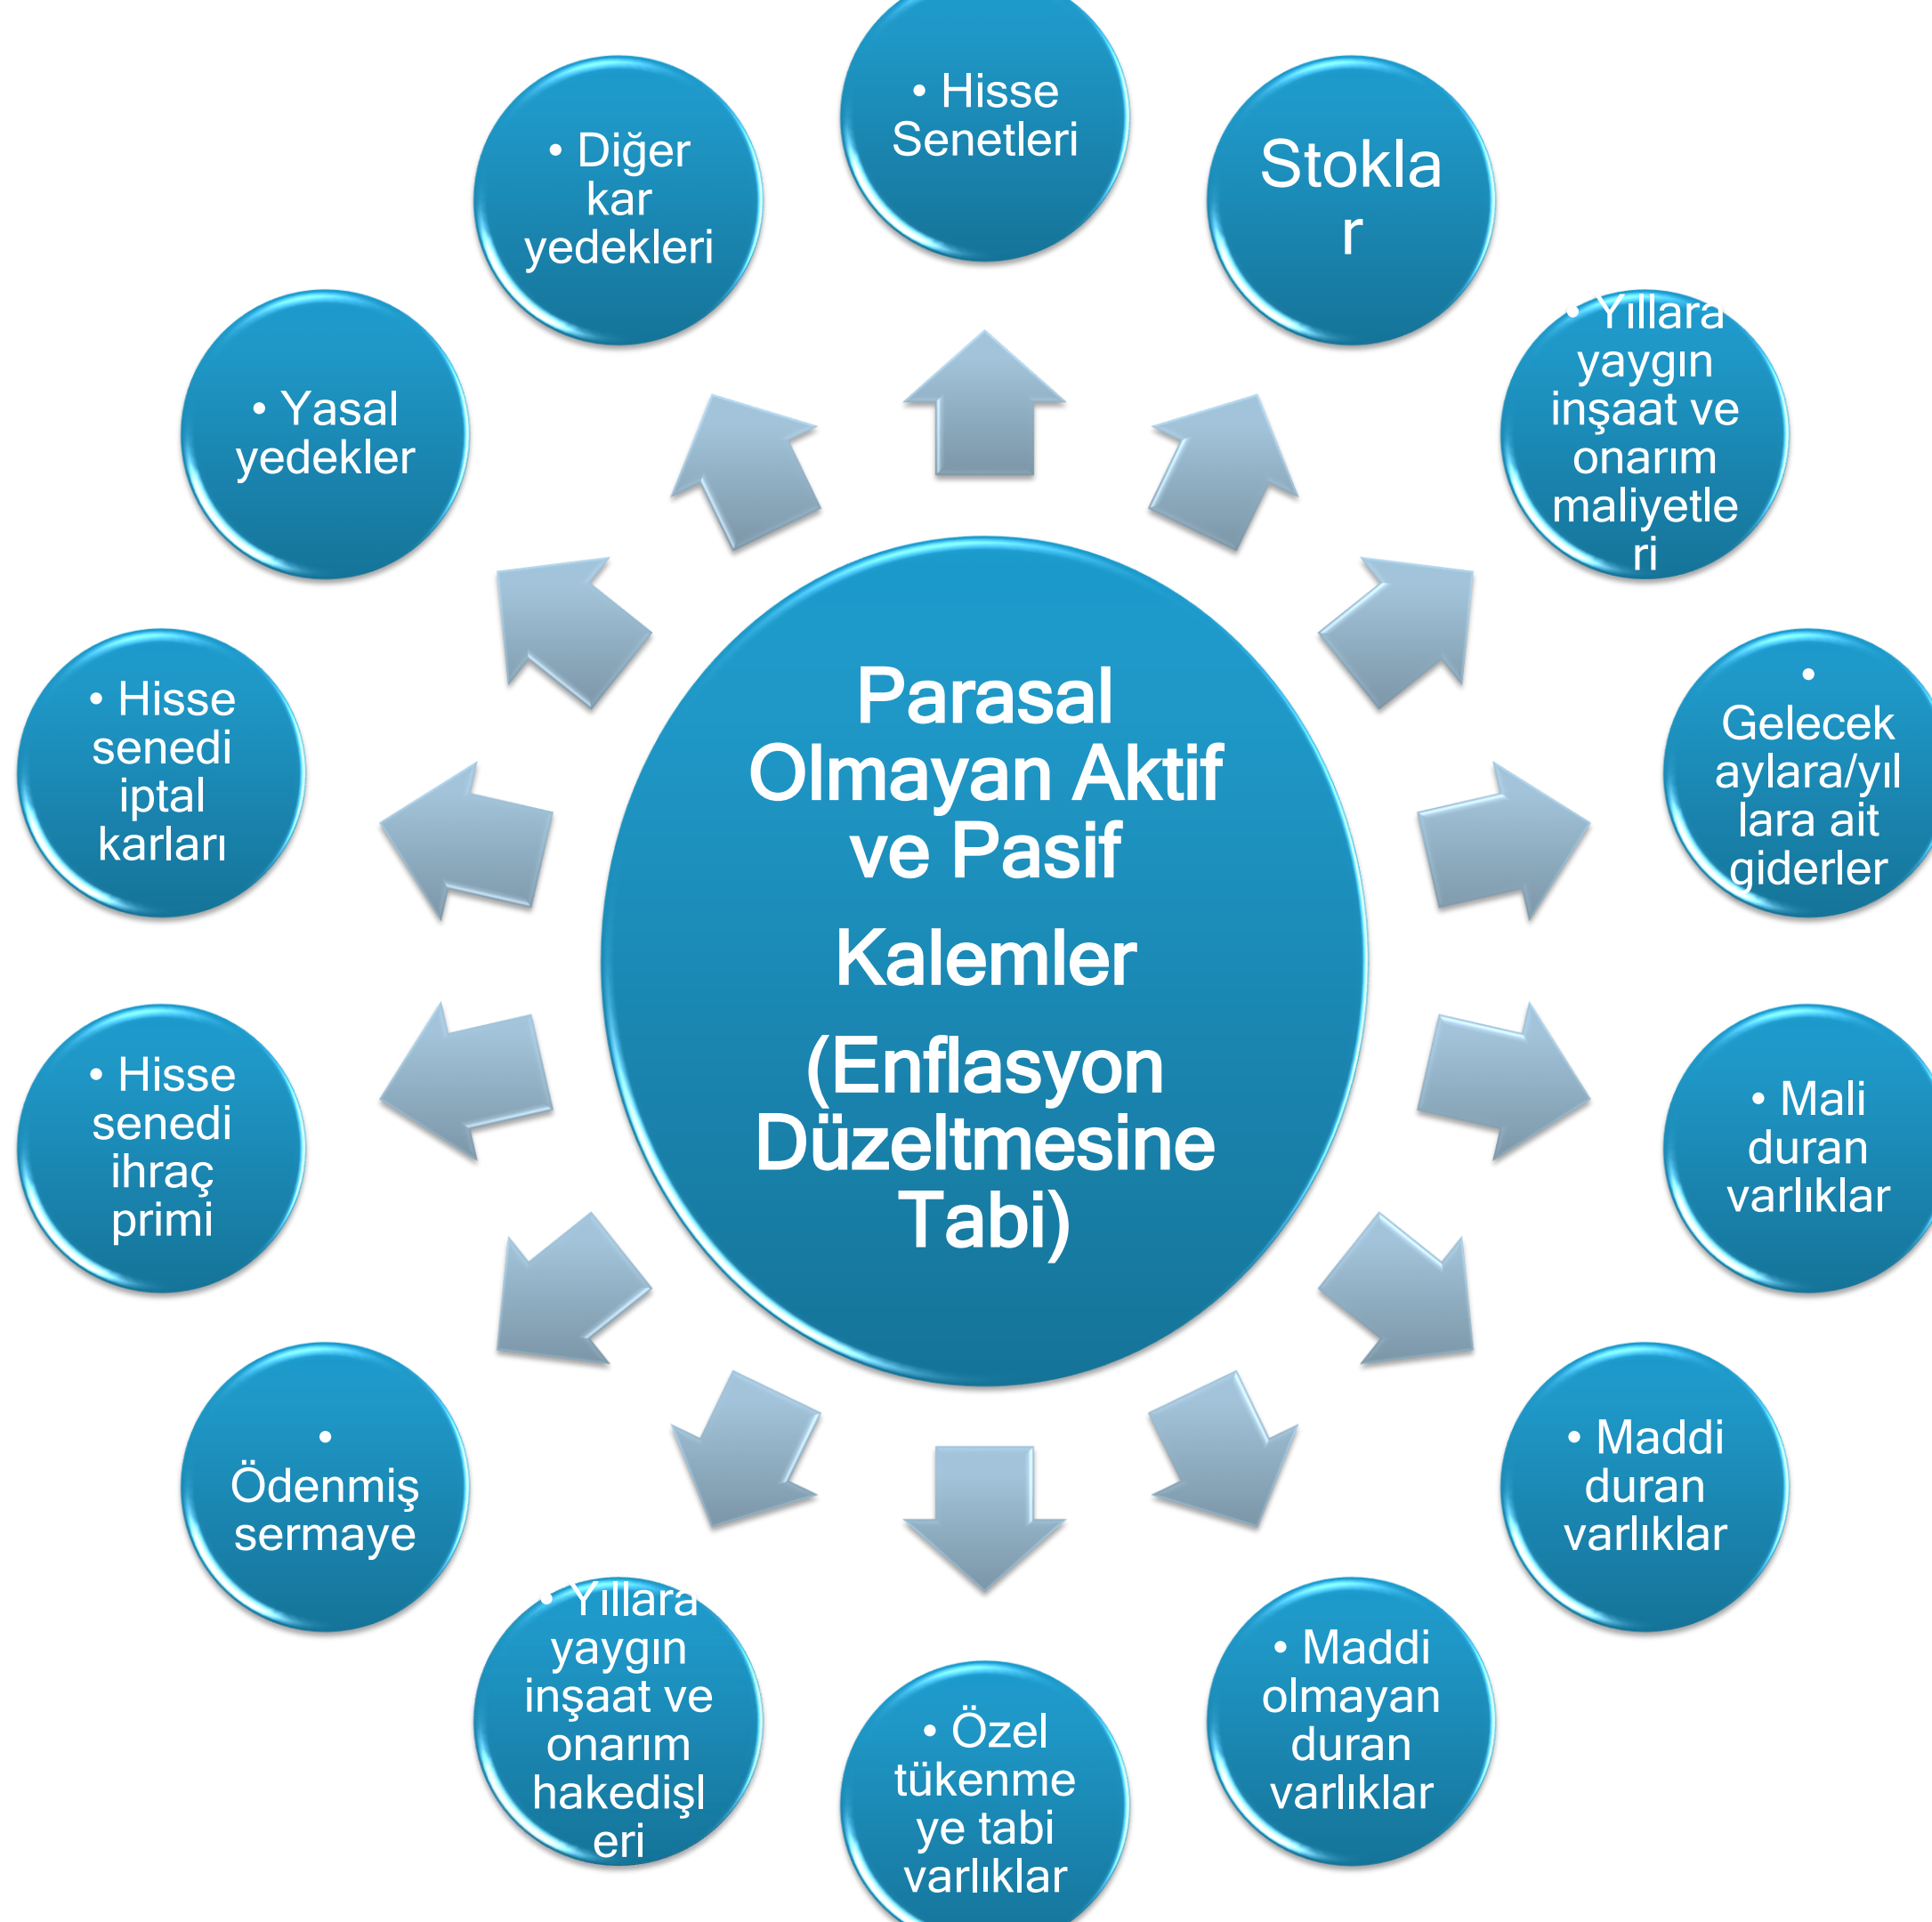 • Hisse
Senetleri
Stokla
r
• Yıllara
yaygın
inşaat ve
onarım
maliyetle
ri
•
Gelecek
aylara/yıl
lara ait
giderler
• Mali
duran
varlıklar
• Maddi
duran
varlıklar
• Maddi
olmayan
duran
varlıklar
• Özel
tükenme
ye tabi
varlıklar
• Yıllara
yaygın
inşaat ve
onarım
hakedişl
eri
•
Ödenmiş
sermaye
• Hisse
senedi
ihraç
primi
• Hisse
senedi
iptal
karları
• Yasal
yedekler
• Diğer
kar
yedekleri
Parasal
Olmayan Aktif
ve Pasif
Kalemler
(Enflasyon
Düzeltmesine
Tabi)